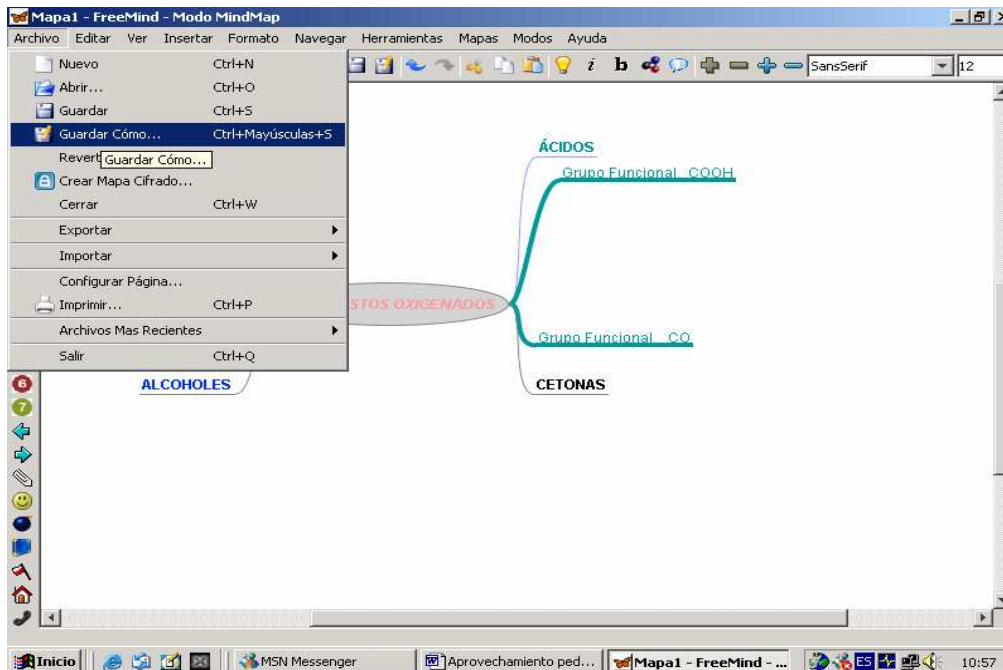 Mapa1 - FreeMind - Modo MindMap
Archivo Editar Ver Insertar Formato Navegar Herramientas Mapas Modos Ayuda
Nuevo Ctrl+N
Abrir... Ctrl+O
Guardar Ctrl+S
Guardar Cómo... Ctrl+Mayúsculas+S
Revert
Guardar Cómo...
Crear Mapa Cifrado...
Cerrar Ctrl+W
Exportar
Importar
Configurar Página...
Imprimir... Ctrl+P
Archivos Mas Recientes
Salir Ctrl+Q
i b SansSerif 12
ÁCIDOS
Grupo Funcional COOH
STOS OXIGENADOS
Grupo Funcional CO
ALCOHOLES
CETONAS
6
7
Inicio MSN Messenger Aprovechamiento ped... Mapa1 - FreeMind - ... ES 10:57